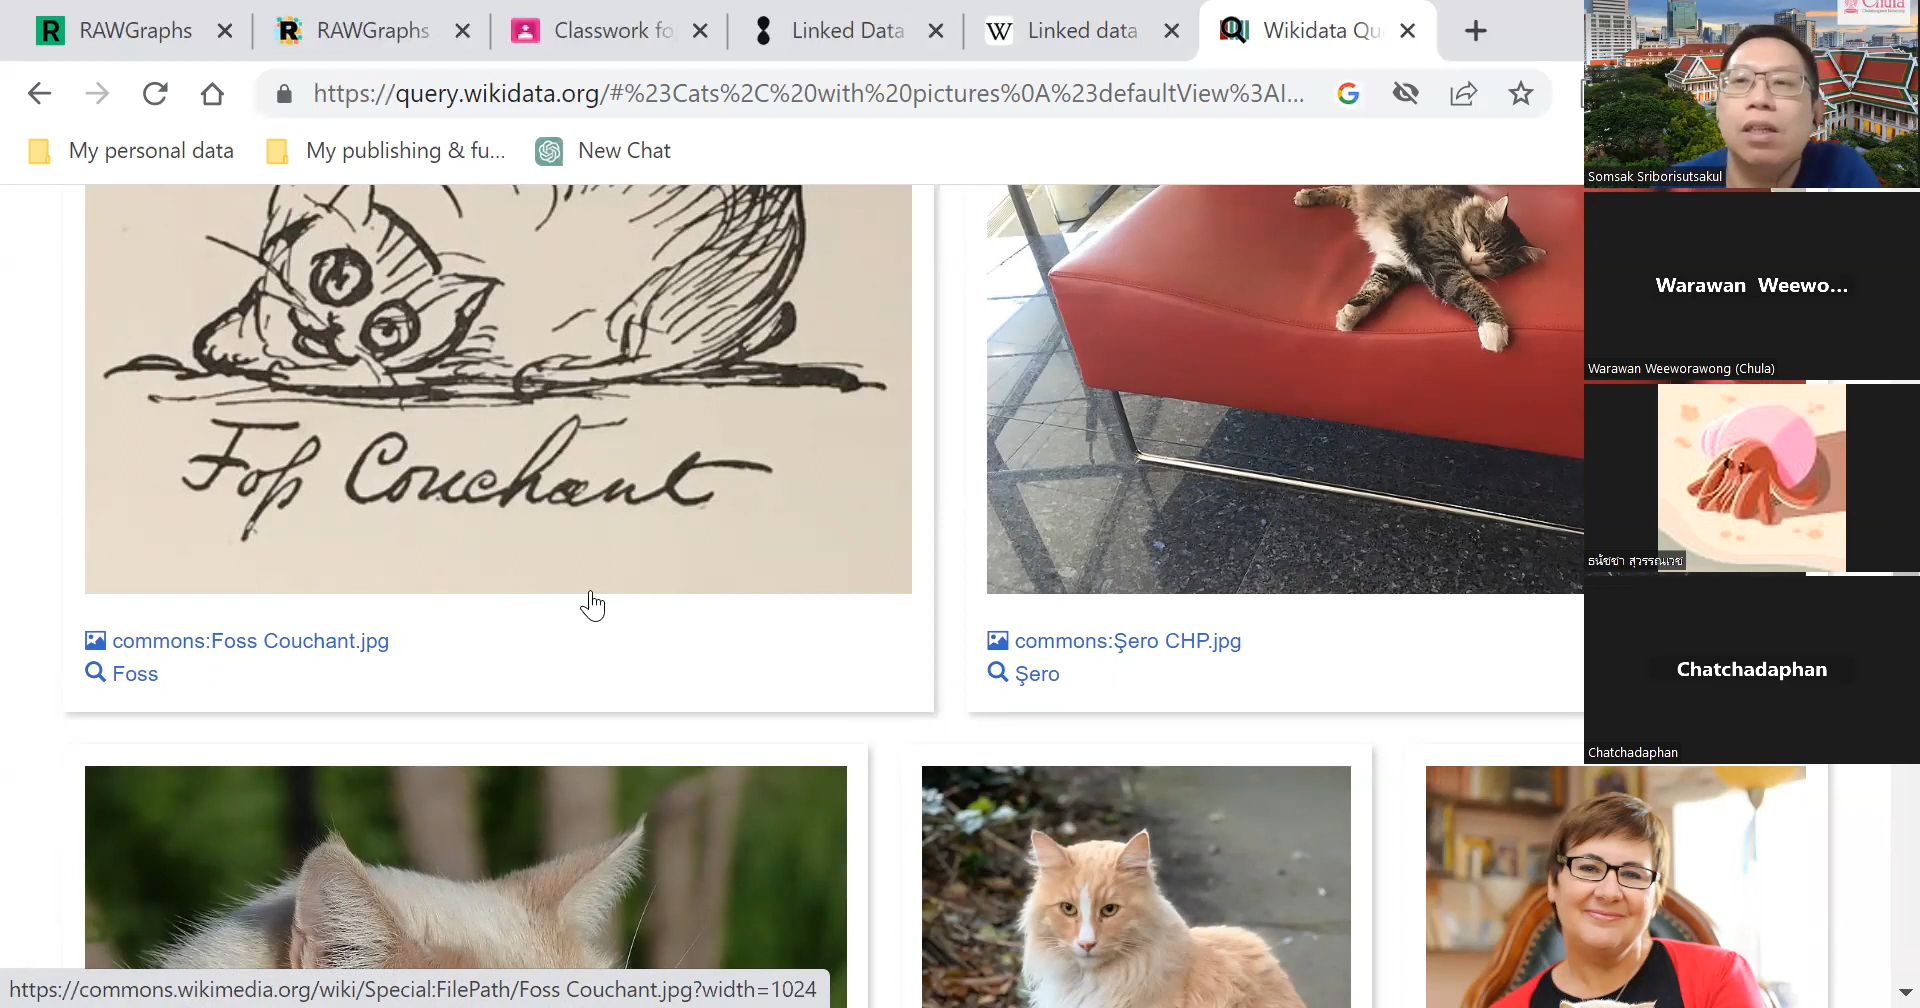 RAWGraphs
RAWGraphs
Classwork fo
Linked Data
Linked data
Wikidata Qu
https://query.wikidata.org/#%23Cats%2C%20with%20pictures%0A%23defaultView%3AI...
My personal data
My publishing & fu...
New Chat
Foss Couchant
commons:Foss Couchant.jpg
Foss
commons:Şero CHP.jpg
Şero
https://commons.wikimedia.org/wiki/Special:FilePath/Foss Couchant.jpg?width=1024
Chula
Somsak Sriborisutsakul
Warawan Weewo...
Warawan Weeworawong (Chula)
ธนัชชา สุวรรณเวช
Chatchadaphan
Chatchadaphan